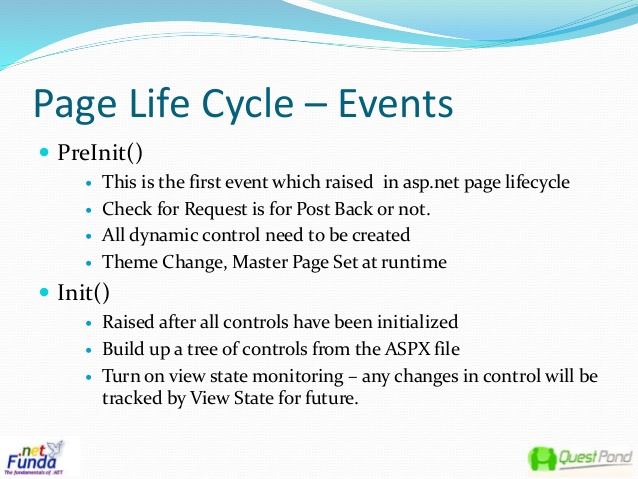 Page Life Cycle – Events
• PreInit()
• This is the first event which raised in asp.net page lifecycle
• Check for Request is for Post Back or not.
• All dynamic control need to be created
• Theme Change, Master Page Set at runtime
• Init()
• Raised after all controls have been initialized
• Build up a tree of controls from the ASPX file
• Turn on view state monitoring – any changes in control will be
tracked by View State for future.
.net
Funda
The fundamentals of .NET
QuestPond